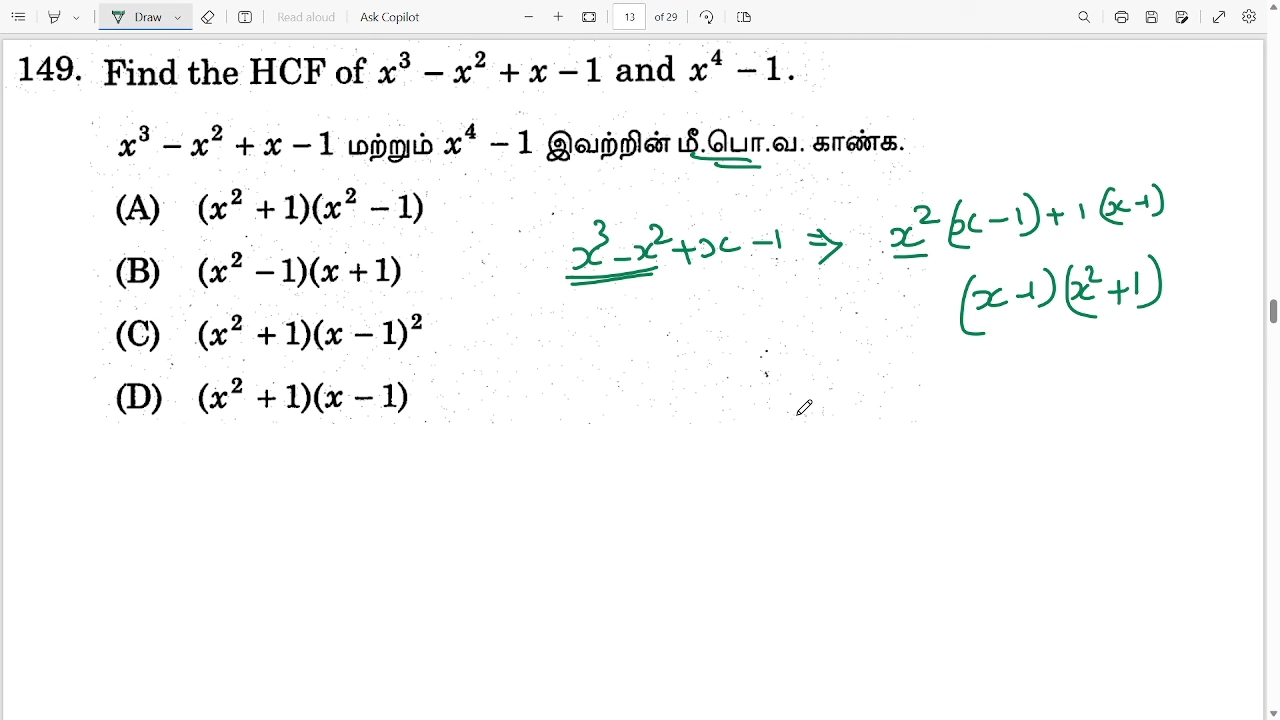 Draw
Read aloud
Ask Copilot
13 of 29
149. Find the HCF of x³ − x² + x − 1 and x⁴ − 1.
x³ − x² + x − 1 மற்றும் x⁴ − 1 இவற்றின் மீ.பொ.வ. காண்க.
(A) (x² + 1)(x² − 1)
(B) (x² − 1)(x + 1)
(C) (x² + 1)(x − 1)²
(D) (x² + 1)(x − 1)
x³ − x² + x − 1 ⇒ x²(x − 1) + 1(x − 1)
(x − 1)(x² + 1)